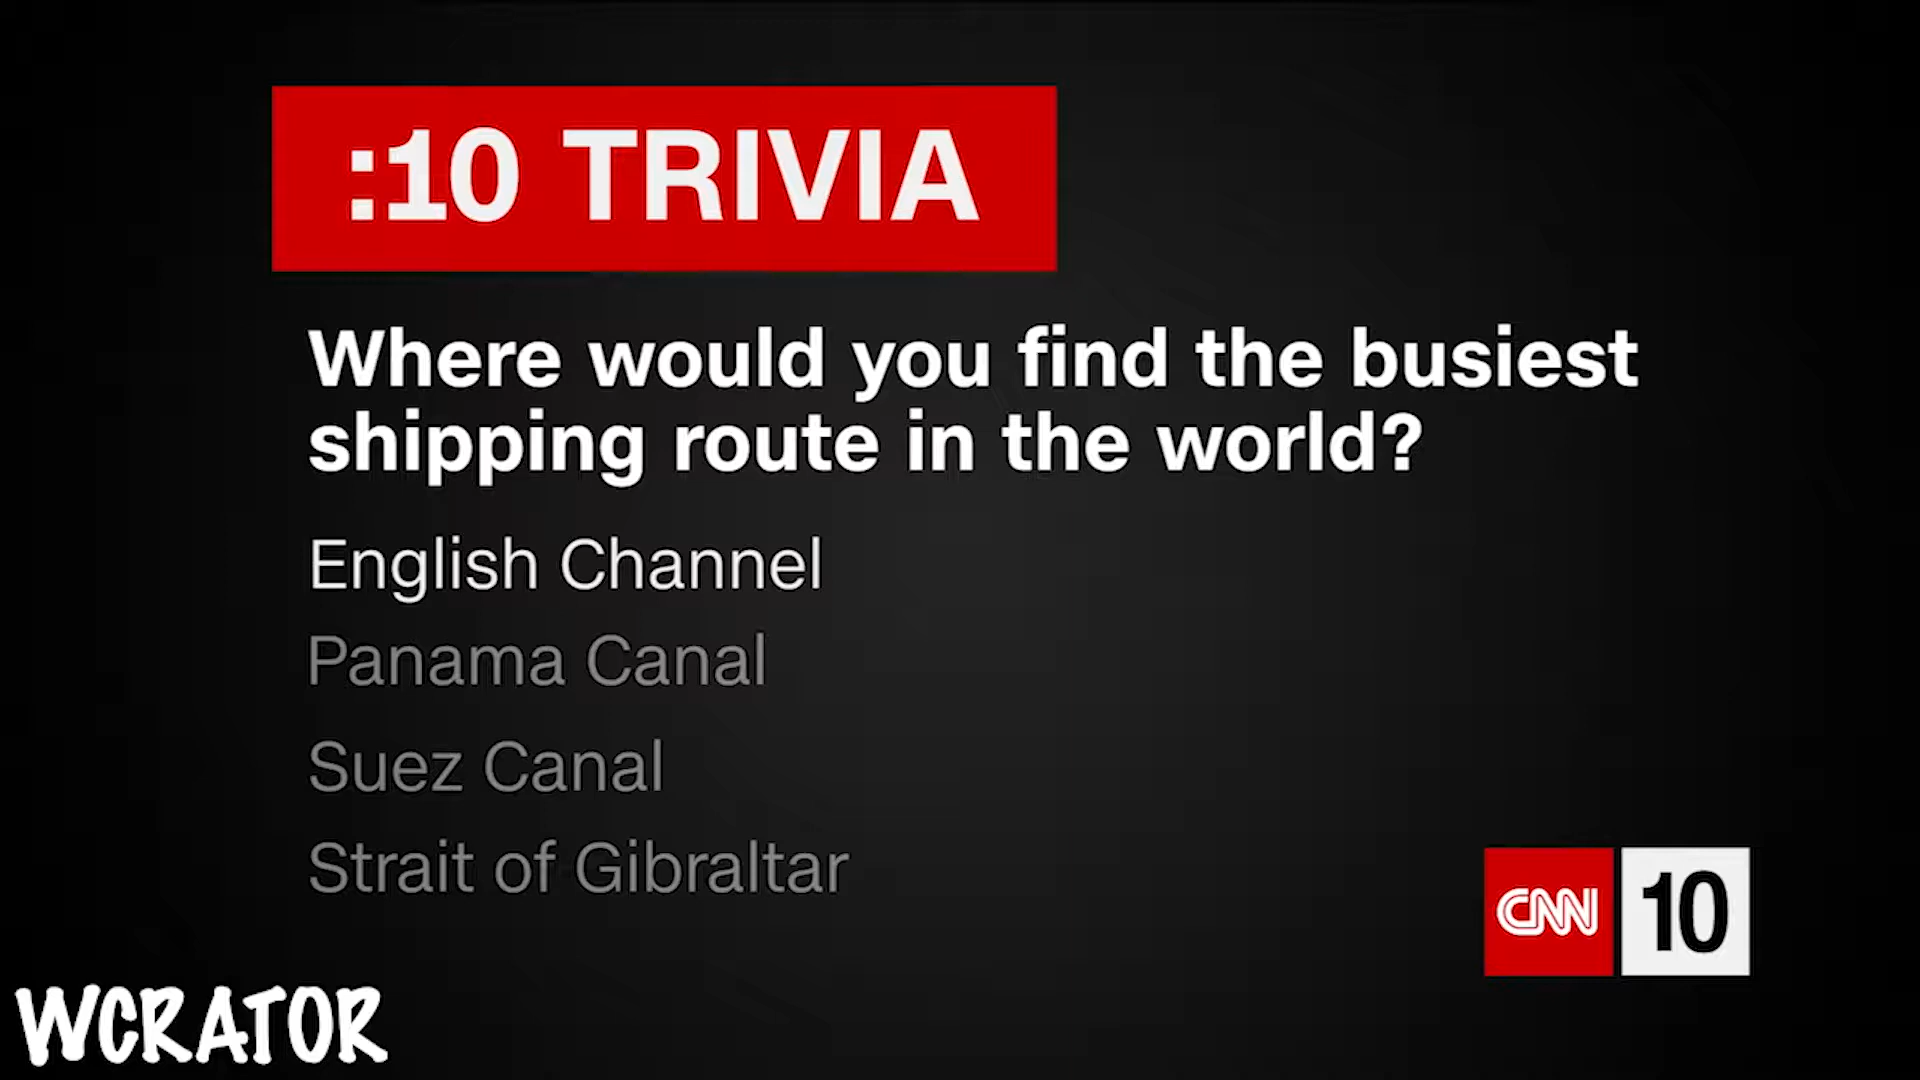 :10 TRIVIA
Where would you find the busiest
shipping route in the world?
English Channel
Panama Canal
Suez Canal
Strait of Gibraltar
CNN 10
WCRATOR